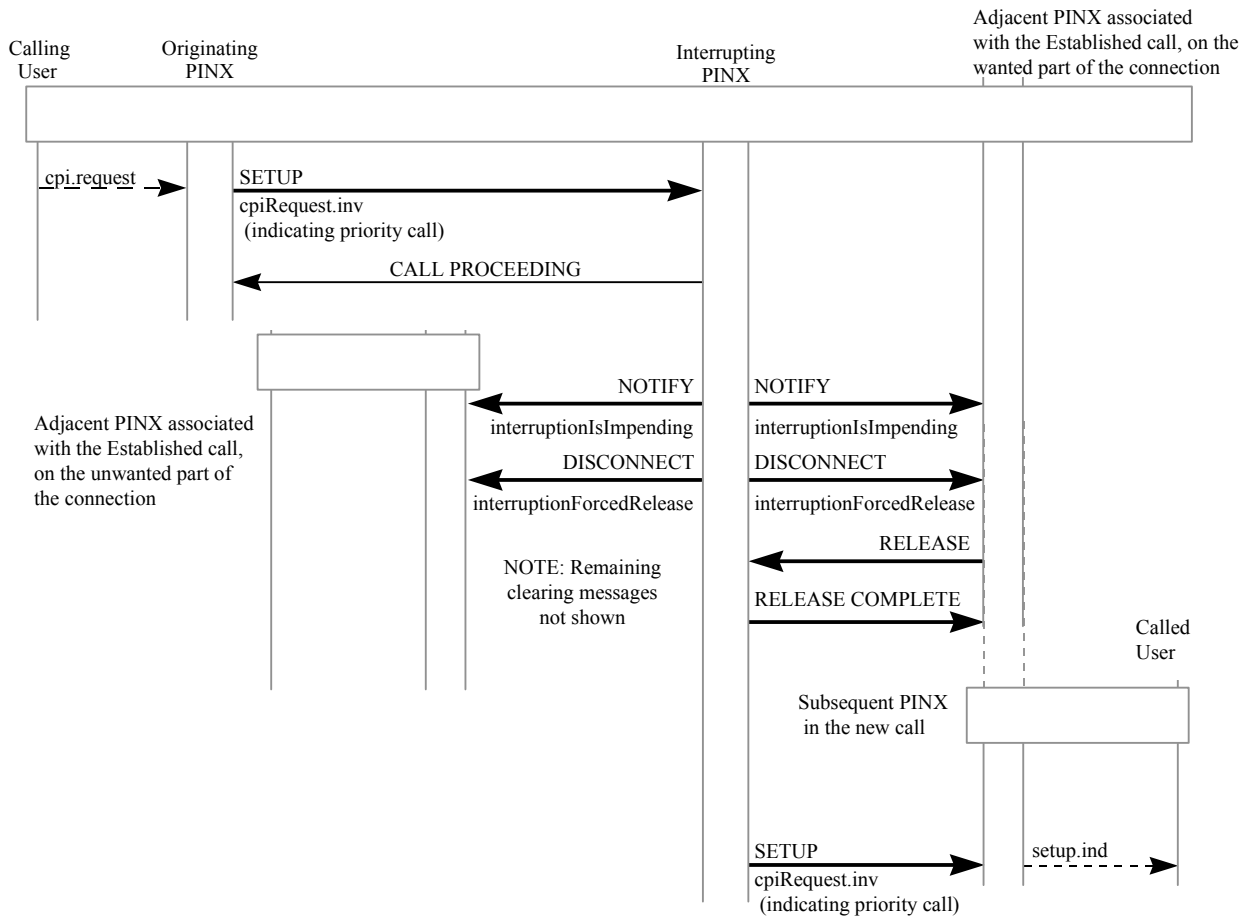 Adjacent PINX associated
with the Established call, on the
wanted part of the connection
Calling
User
Originating
PINX
Interrupting
PINX
cpi.request
SETUP
cpiRequest.inv
(indicating priority call)
CALL PROCEEDING
NOTIFY
NOTIFY
interruptionIsImpending
interruptionIsImpending
Adjacent PINX associated
with the Established call,
on the unwanted part of
the connection
DISCONNECT
DISCONNECT
interruptionForcedRelease
interruptionForcedRelease
RELEASE
NOTE: Remaining
clearing messages
not shown
RELEASE COMPLETE
Called
User
Subsequent PINX
in the new call
SETUP
setup.ind
cpiRequest.inv
(indicating priority call)